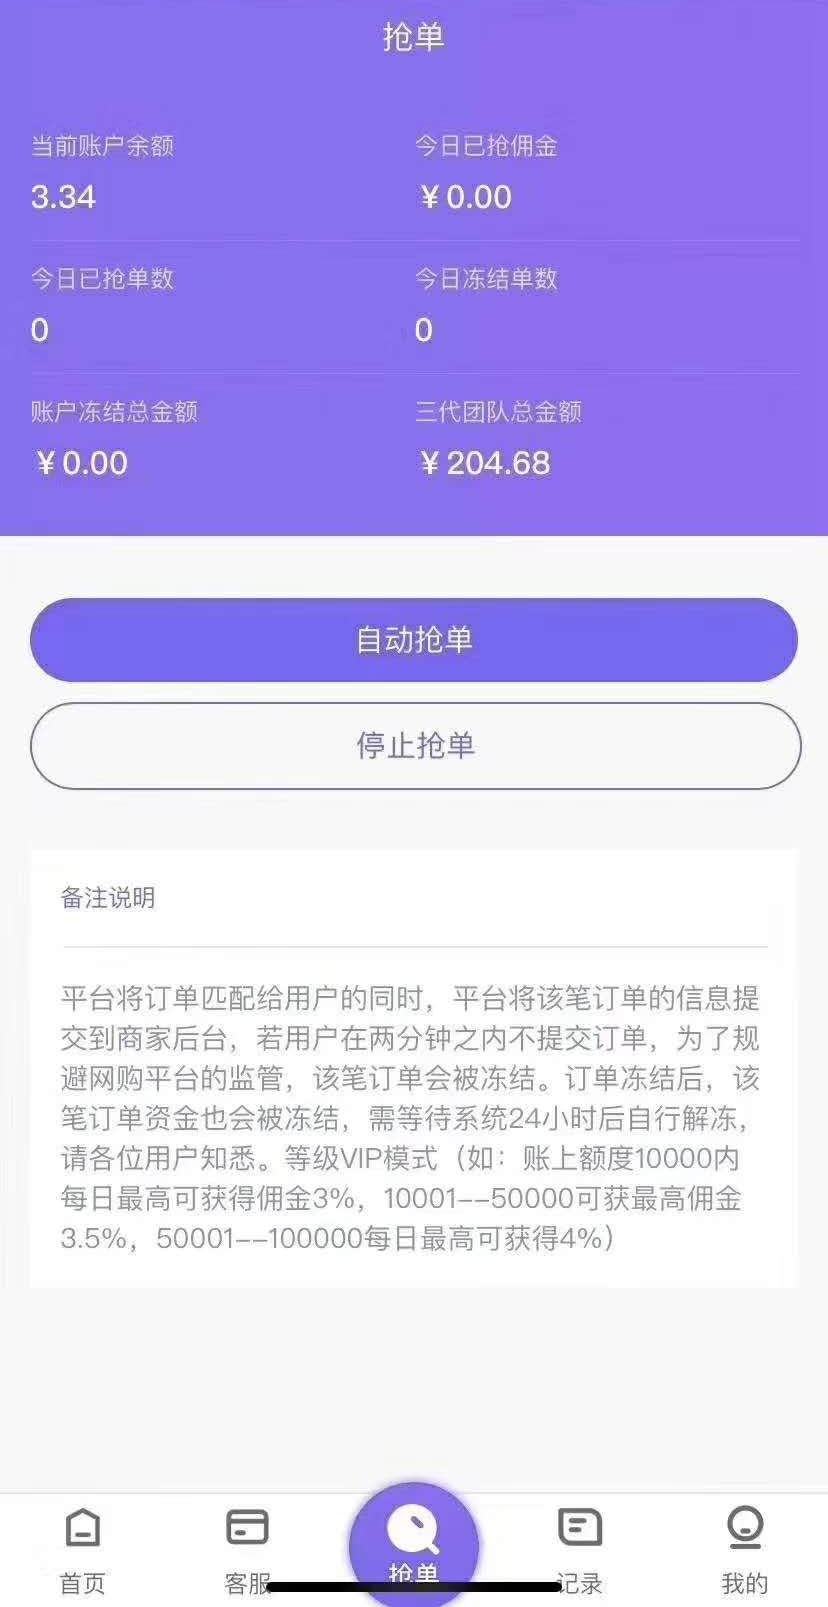 抢单
当前账户余额
今日已抢佣金
3.34
¥0.00
今日已抢单数
今日冻结单数
0
0
账户冻结总金额
三代团队总金额
¥0.00
¥204.68
自动抢单
停止抢单
备注说明
平台将订单匹配给用户的同时，平台将该笔订单的信息提
交到商家后台，若用户在两分钟之内不提交订单，为了规
避网购平台的监管，该笔订单会被冻结。订单冻结后，该
笔订单资金也会被冻结，需等待系统24小时后自行解冻，
请各位用户知悉。等级VIP模式（如：账上额度10000内
每日最高可获得佣金3%，10001--50000可获最高佣金
3.5%，50001--100000每日最高可获得4%）
首页
客服
抢单
记录
我的